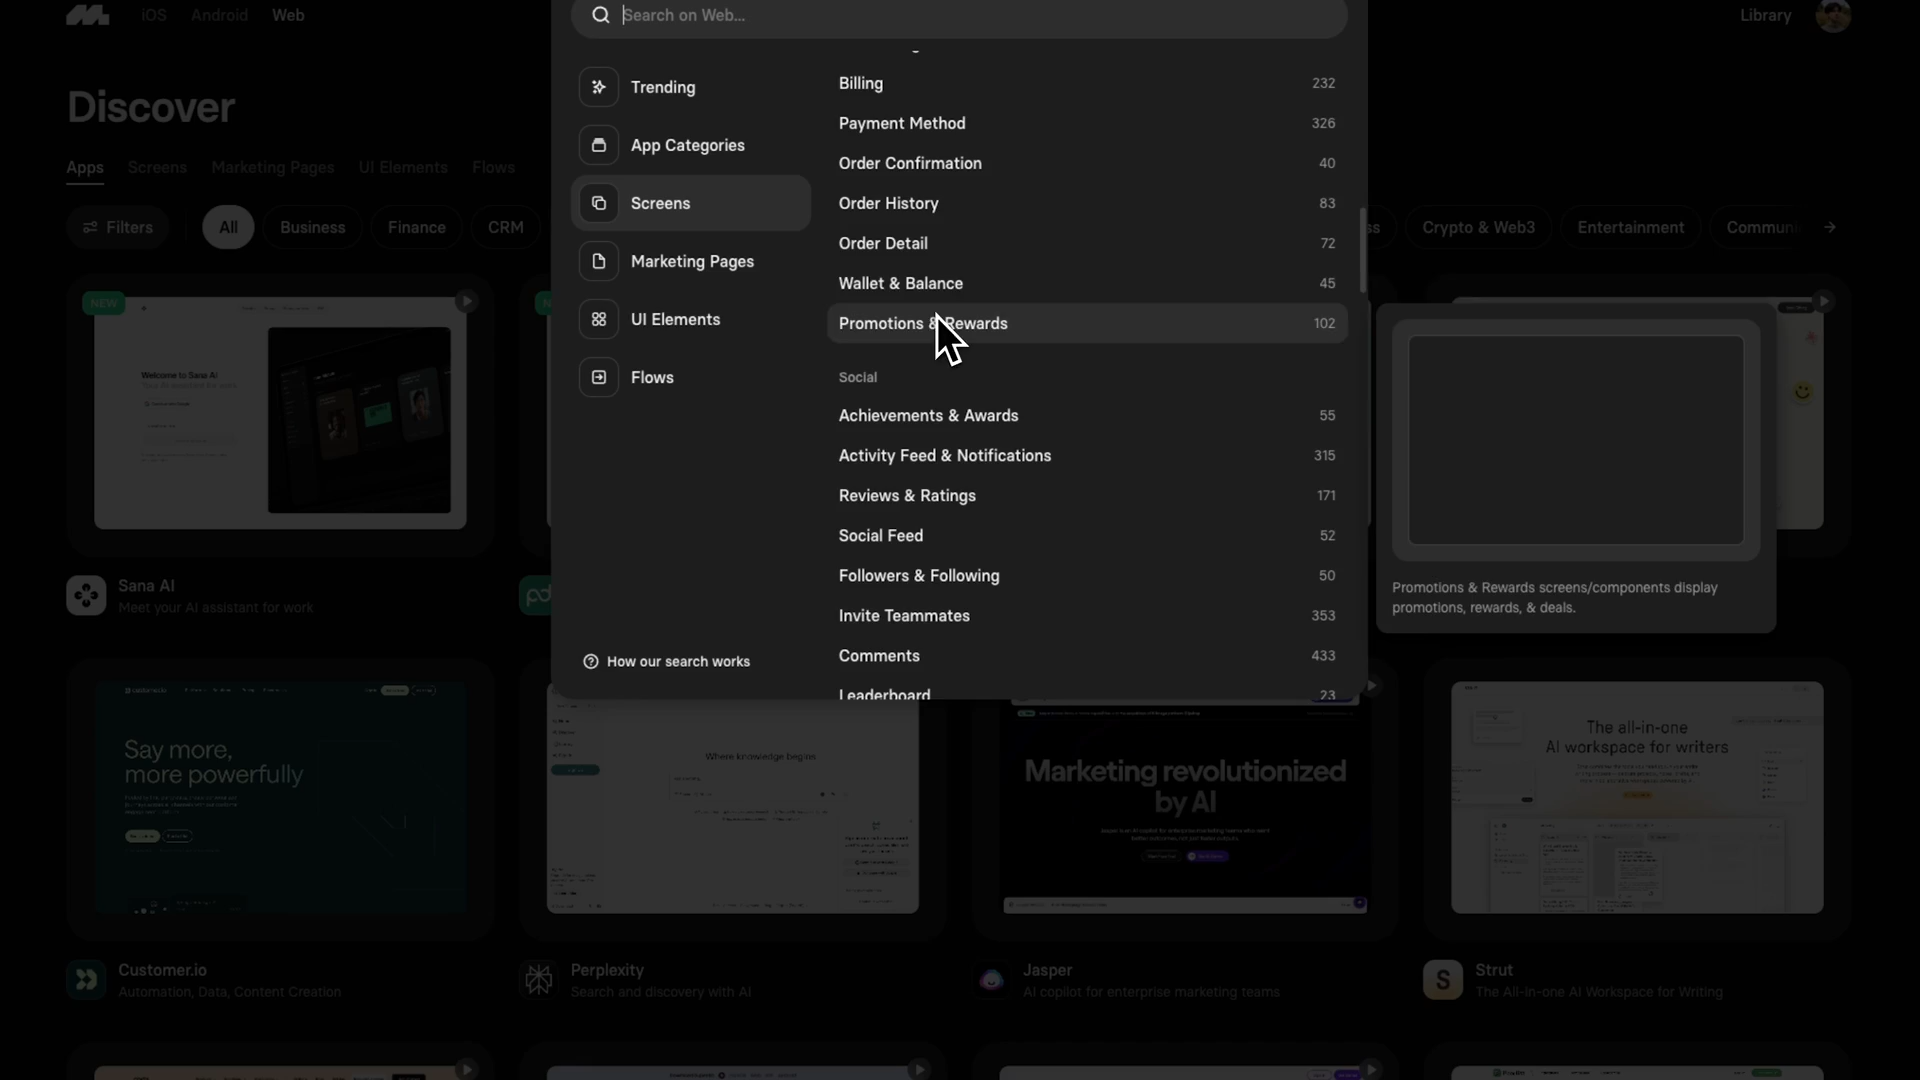 iOS
Android
Web
Search on Web...
Library
Discover
Apps
Screens
Marketing Pages
UI Elements
Flows
Filters
All
Business
Finance
CRM
Crypto & Web3
Entertainment
Trending
App Categories
Screens
Marketing Pages
UI Elements
Flows
How our search works
Billing 232
Payment Method 326
Order Confirmation 40
Order History 83
Order Detail 72
Wallet & Balance 45
Promotions & Rewards 102
Social
Achievements & Awards 55
Activity Feed & Notifications 315
Reviews & Ratings 171
Social Feed 52
Followers & Following 50
Invite Teammates 353
Comments 433
Leaderboard 23
Promotions & Rewards screens/components display
promotions, rewards, & deals.
NEW
Welcome to Sana AI
Sana AI
Meet your AI assistant for work
pd
Say more,
more powerfully
Customer.io
Automation, Data, Content Creation
Where knowledge begins
Perplexity
Search and discovery with AI
Marketing revolutionized
by AI
Jasper
AI copilot for enterprise marketing teams
The all-in-one
AI workspace for writers
S
Strut
The All-in-one AI Workspace for Writing